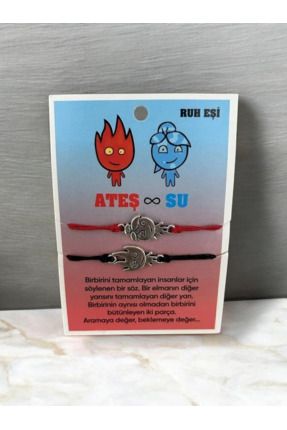 RUH EŞİ
ATEŞ ∞ SU
Birbirini tamamlayan insanlar için
söylenen bir söz, Bir elmanın diğer
yarısını tamamlayan diğer yan.
Birbirinin aynısı olmadan birbirini
bütünleyen iki parça.
Aramaya değer, beklemeye değer...